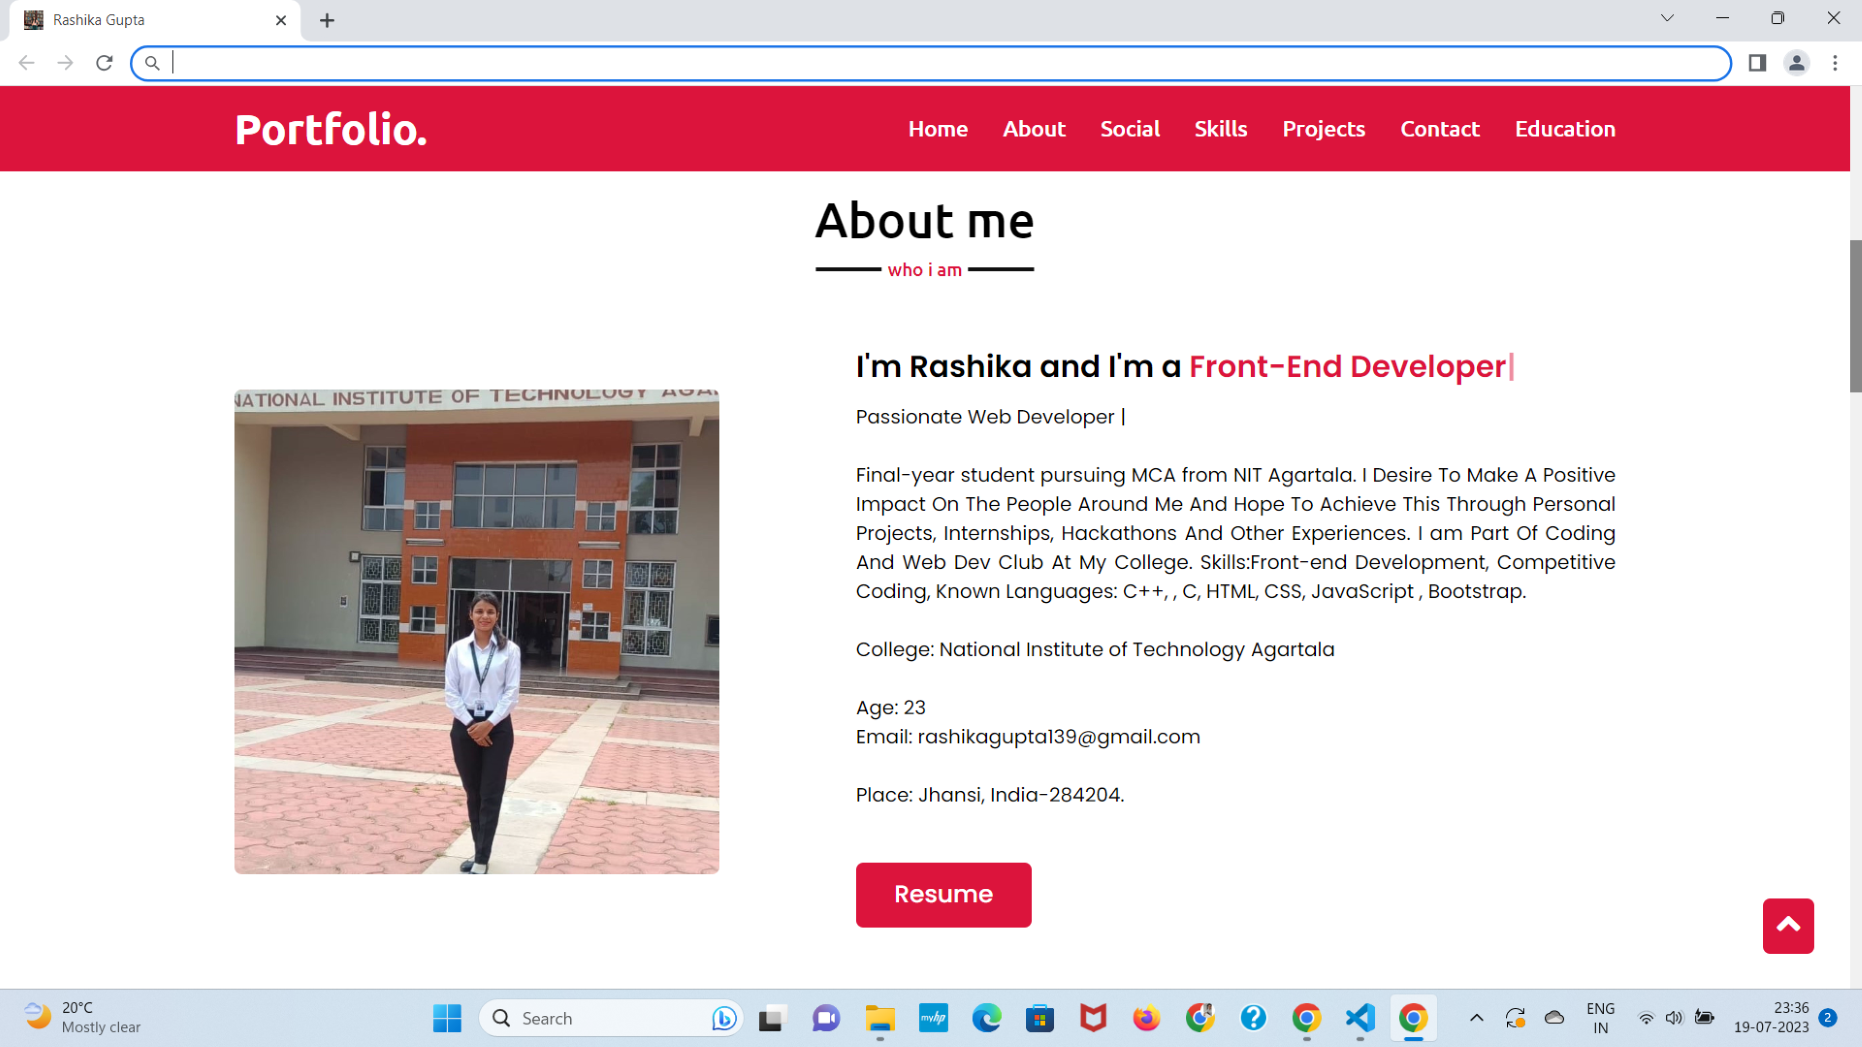 Rashika Gupta
Portfolio.
Home About Social Skills Projects Contact Education
About me
who i am
I'm Rashika and I'm a Front-End Developer|
Passionate Web Developer |
Final-year student pursuing MCA from NIT Agartala. I Desire To Make A Positive
Impact On The People Around Me And Hope To Achieve This Through Personal
Projects, Internships, Hackathons And Other Experiences. I am Part Of Coding
And Web Dev Club At My College. Skills:Front-end Development, Competitive
Coding, Known Languages: C++, , C, HTML, CSS, JavaScript , Bootstrap.
College: National Institute of Technology Agartala
Age: 23
Email: rashikagupta139@gmail.com
Place: Jhansi, India-284204.
Resume
NATIONAL INSTITUTE OF TECHNOLOGY AGA
20°C
Mostly clear
Search
myhp
ENG
IN
23:36
19-07-2023
2